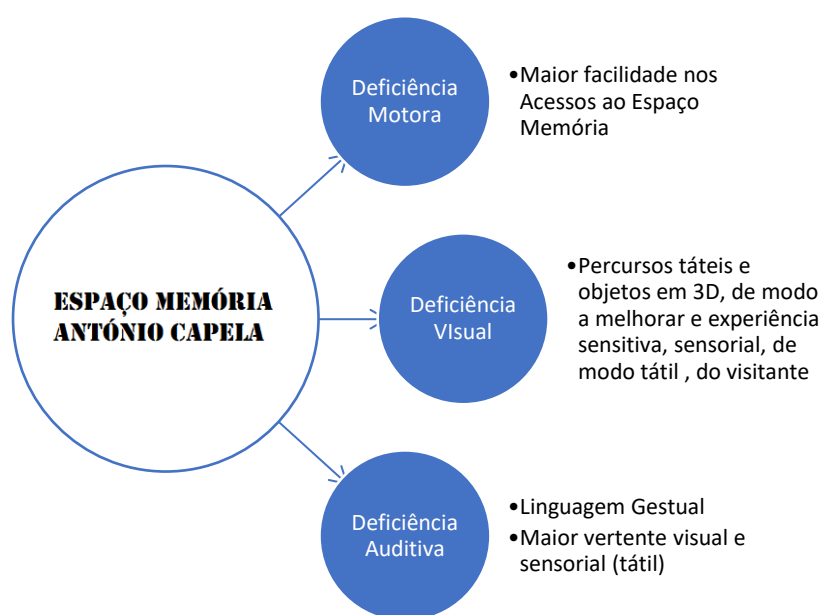 ESPAÇO MEMÓRIA
ANTÓNIO CAPELA
Deficiência
Motora
•Maior facilidade nos
Acessos ao Espaço
Memória
Deficiência
VIsual
•Percursos táteis e
objetos em 3D, de modo
a melhorar e experiência
sensitiva, sensorial, de
modo tátil , do visitante
Deficiência
Auditiva
•Linguagem Gestual
•Maior vertente visual e
sensorial (tátil)